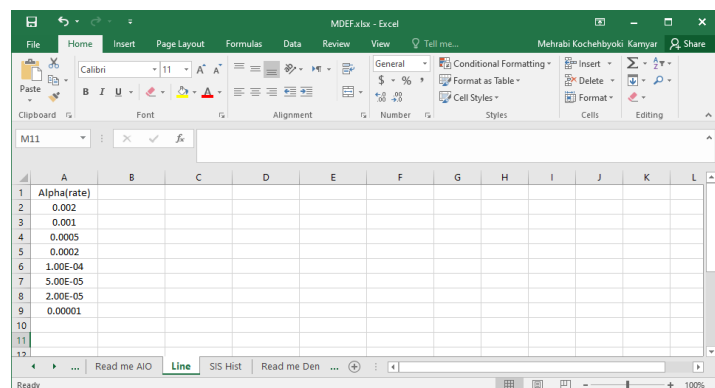 MDEF.xlsx - Excel
File Home Insert Page Layout Formulas Data Review View Tell me... Mehrabi Kochehbyoki Kamyar Share
Paste
Calibri 11 A A
B I U A
General
$ % ,
Conditional Formatting
Format as Table
Cell Styles
Insert
Delete
Format
Clipboard Font Alignment Number Styles Cells Editing
M11 fx
A B C D E F G H I J K L
1 Alpha(rate)
2 0.002
3 0.001
4 0.0005
5 0.0002
6 1.00E-04
7 5.00E-05
8 2.00E-05
9 0.00001
10
11
12
... Read me AIO Line SIS Hist Read me Den ...
Ready 100%